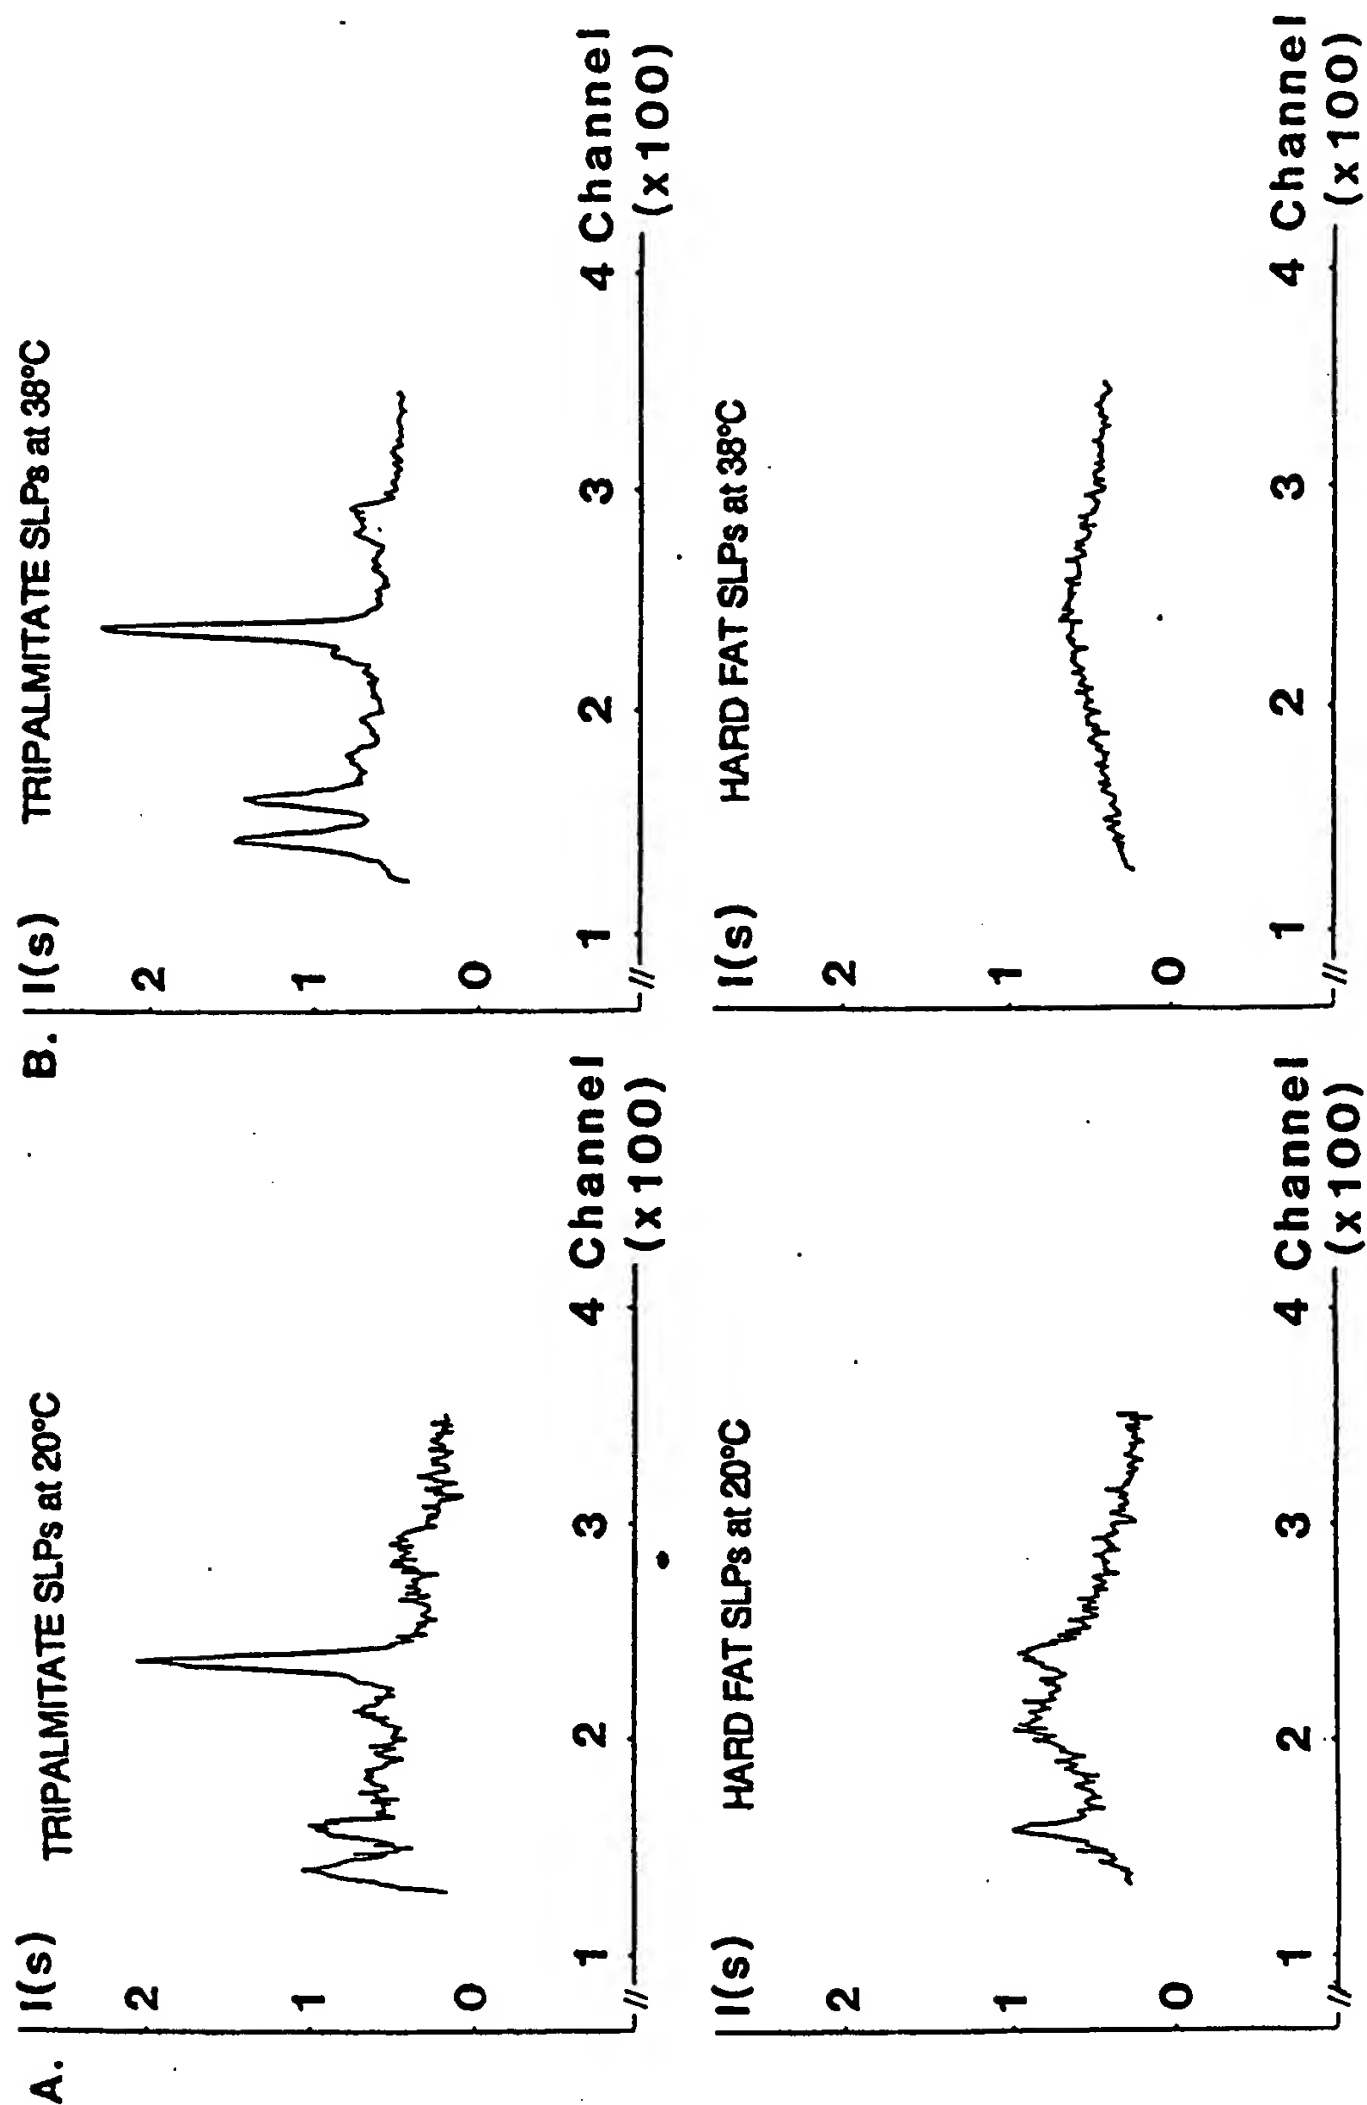 A.
I(s)
TRIPALMITATE SLPs at 20°C
2
1
0
1
2
3
4 Channel
(x100)
I(s)
HARD FAT SLPs at 20°C
2
1
0
1
2
3
4 Channel
(x100)
B.
I(s)
TRIPALMITATE SLPs at 38°C
2
1
0
1
2
3
4 Channel
(x100)
I(s)
HARD FAT SLPs at 38°C
2
1
0
1
2
3
4 Channel
(x100)